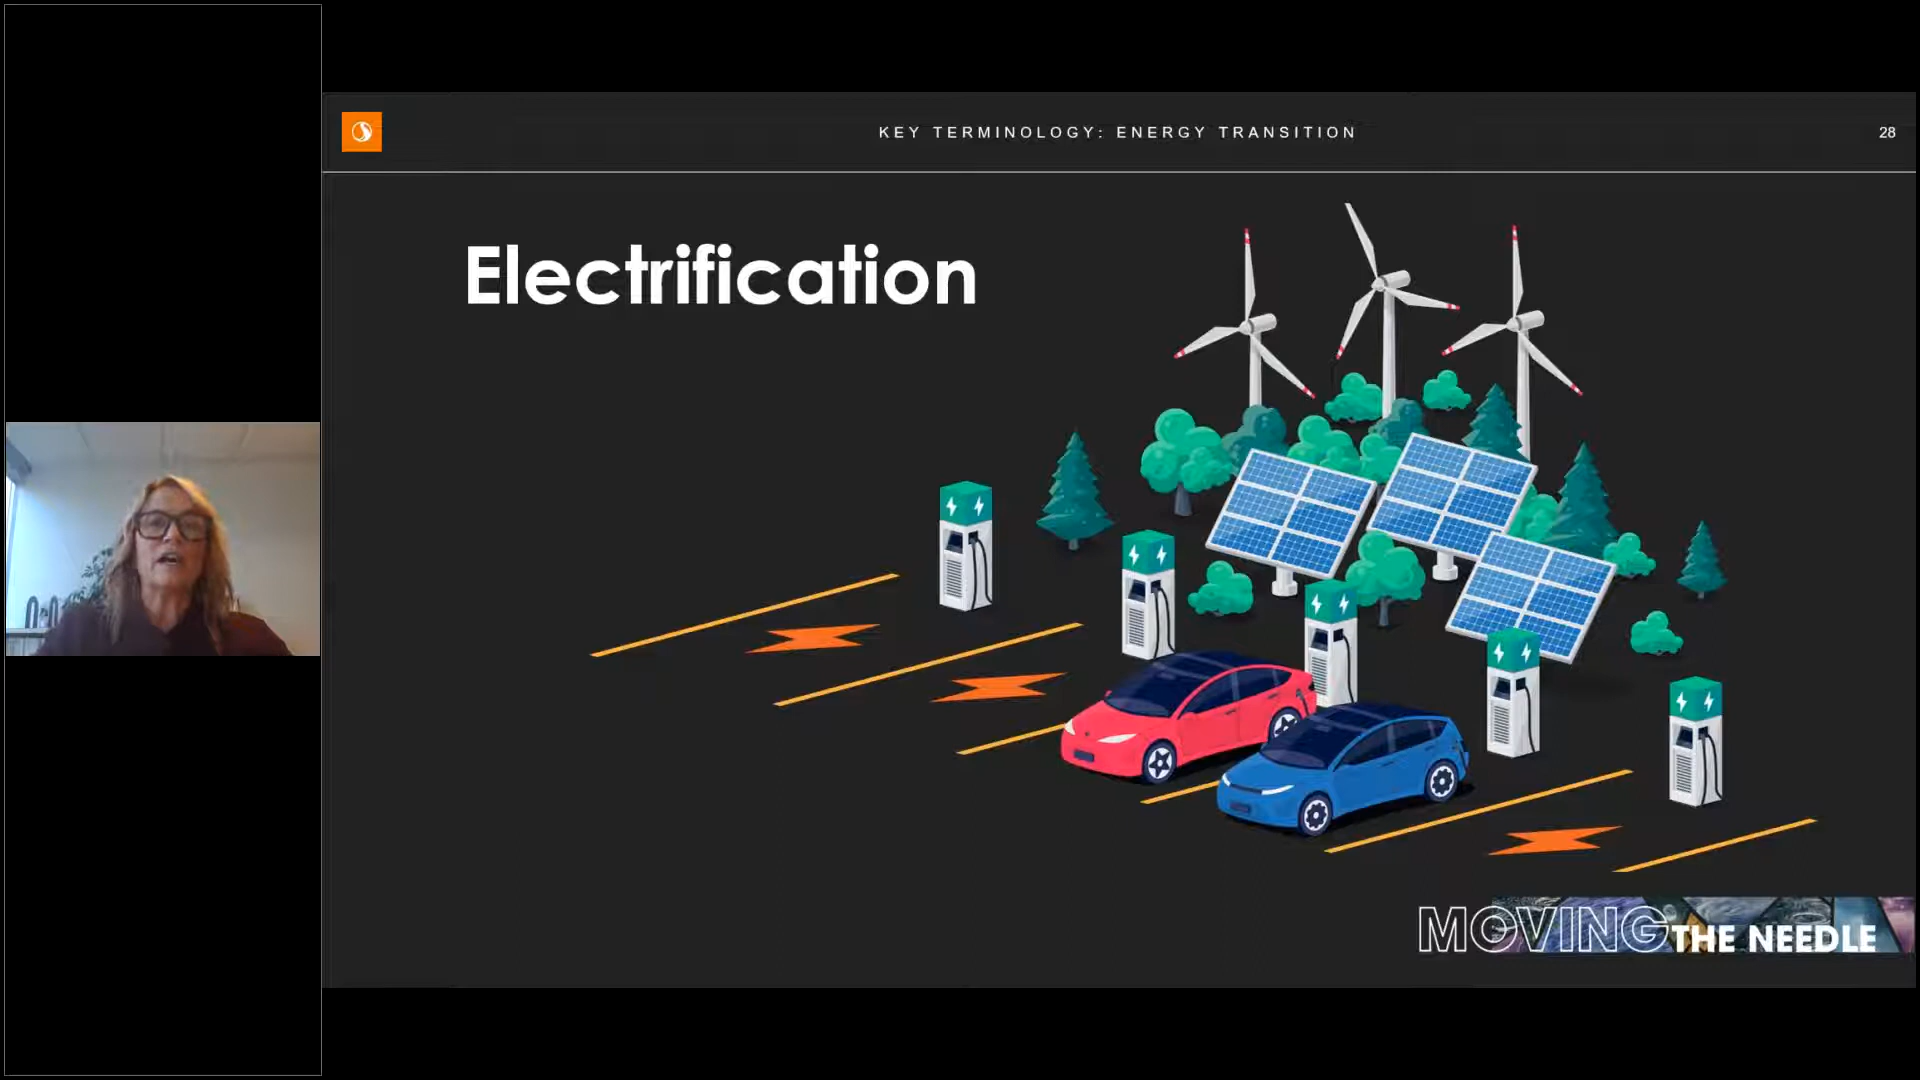 KEY TERMINOLOGY: ENERGY TRANSITION
28
Electrification
MOVING THE NEEDLE